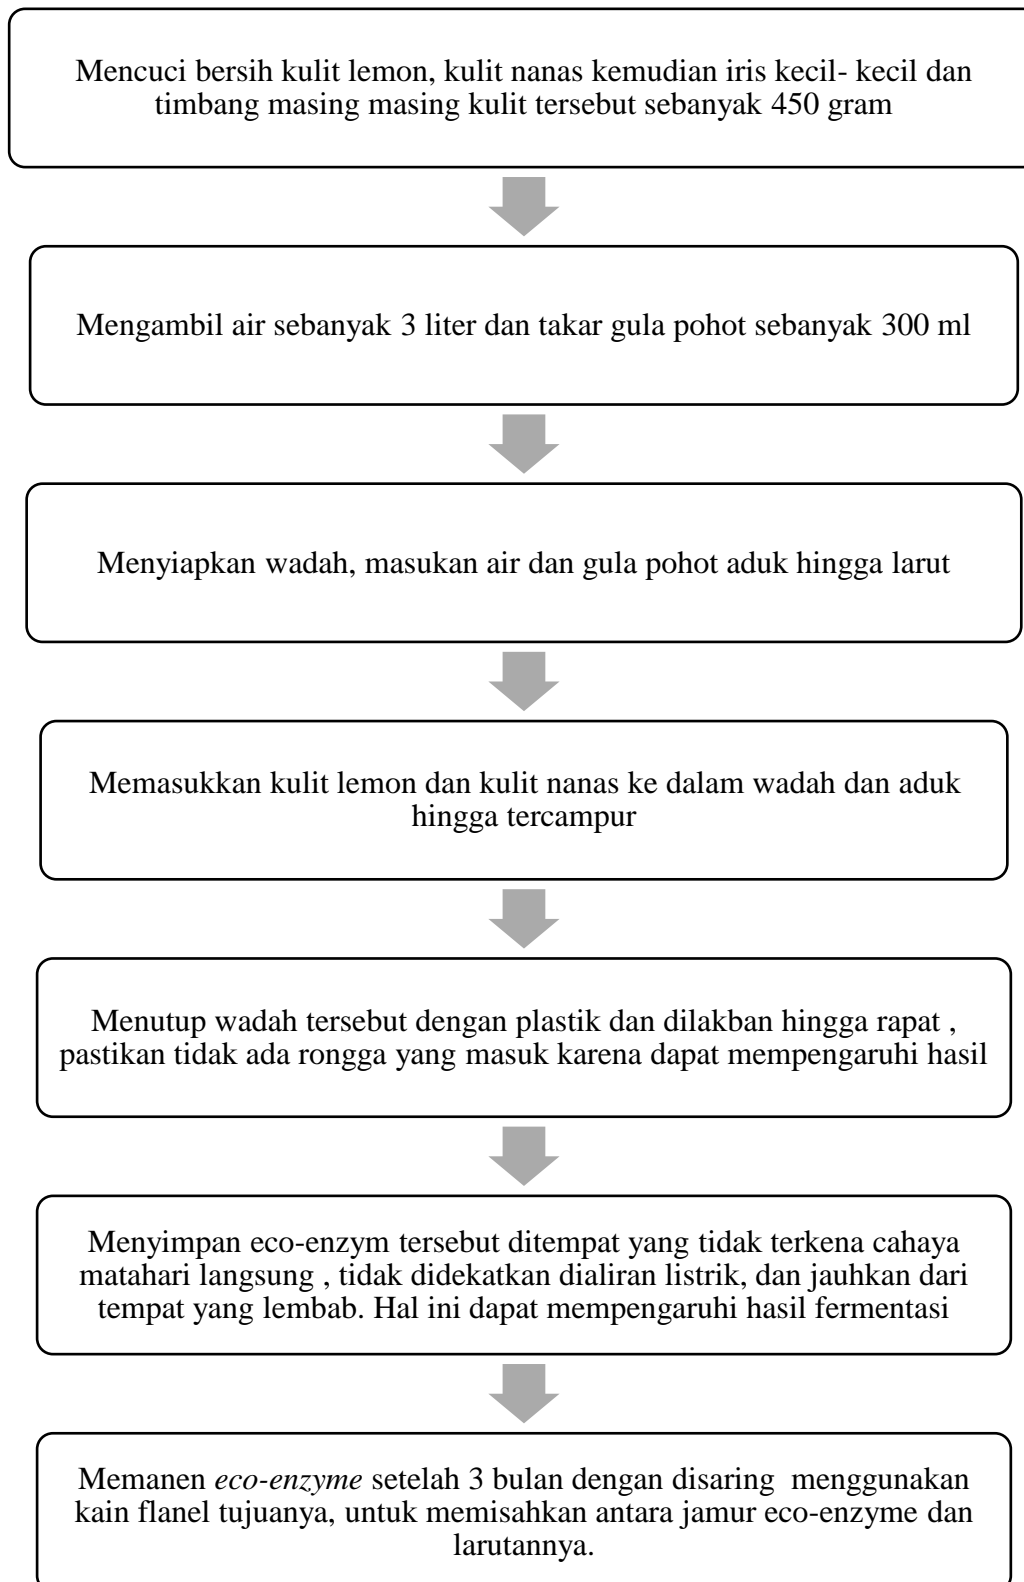 Mencuci bersih kulit lemon, kulit nanas kemudian iris kecil- kecil dan
timbang masing masing kulit tersebut sebanyak 450 gram
Mengambil air sebanyak 3 liter dan takar gula pohot sebanyak 300 ml
Menyiapkan wadah, masukan air dan gula pohot aduk hingga larut
Memasukkan kulit lemon dan kulit nanas ke dalam wadah dan aduk
hingga tercampur
Menutup wadah tersebut dengan plastik dan dilakban hingga rapat ,
pastikan tidak ada rongga yang masuk karena dapat mempengaruhi hasil
Menyimpan eco-enzym tersebut ditempat yang tidak terkena cahaya
matahari langsung , tidak didekatkan dialiran listrik, dan jauhkan dari
tempat yang lembab. Hal ini dapat mempengaruhi hasil fermentasi
Memanen eco-enzyme setelah 3 bulan dengan disaring menggunakan
kain flanel tujuanya, untuk memisahkan antara jamur eco-enzyme dan
larutannya.